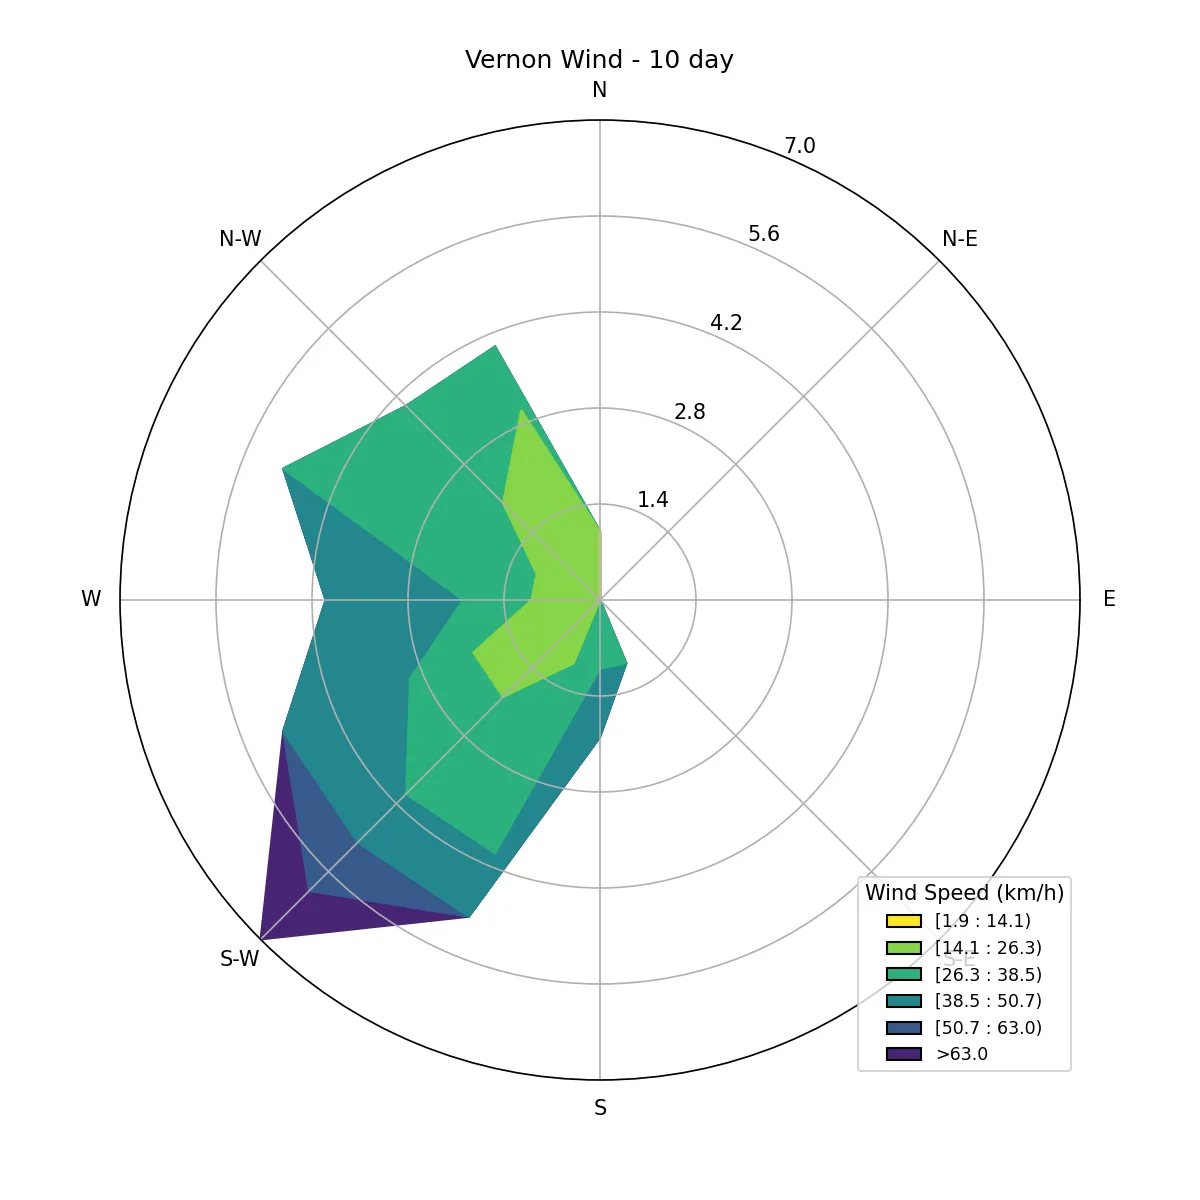 Vernon Wind - 10 day
N
7.0
N-W
N-E
5.6
4.2
2.8
1.4
W
E
S-W
S-E
S
Wind Speed (km/h)
[1.9 : 14.1)
[14.1 : 26.3)
[26.3 : 38.5)
[38.5 : 50.7)
[50.7 : 63.0)
>63.0